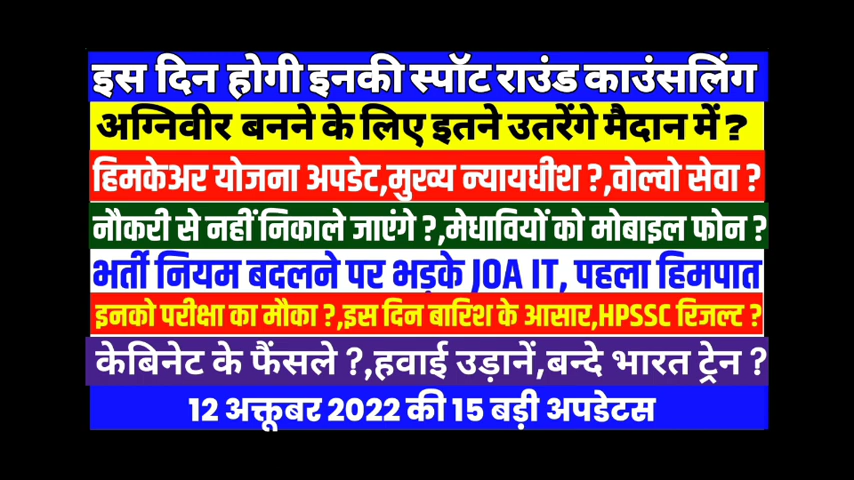 इस दिन होगी इनकी स्पॉट राउंड काउंसलिंग
अग्निवीर बनने के लिए इतने उतरेंगे मैदान में ?
हिमकेअर योजना अपडेट,मुख्य न्यायधीश ?,वोल्वो सेवा ?
नौकरी से नहीं निकाले जाएंगे ?,मेधावियों को मोबाइल फोन ?
भर्ती नियम बदलने पर भड़के JOA IT, पहला हिमपात
इनको परीक्षा का मौका ?,इस दिन बारिश के आसार,HPSSC रिजल्ट ?
केबिनेट के फैंसले ?,हवाई उड़ानें,बन्दे भारत ट्रेन ?
12 अक्तूबर 2022 की 15 बड़ी अपडेटस